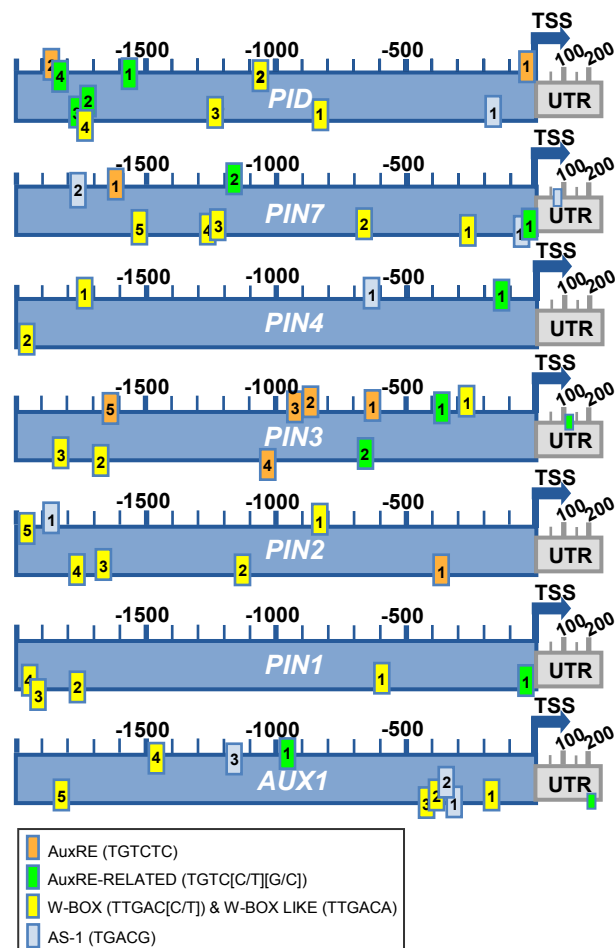 TSS
-1500 -1000 -500 100 200
2 4 1 2 1
PID UTR
3 2 4 3 1 1
TSS
-1500 -1000 -500 100 200
2 1 2
PIN7 UTR
5 4 3 2 1 1 1
TSS
-1500 -1000 -500 100 200
1 1 1
PIN4 UTR
2
TSS
-1500 -1000 -500 100 200
5 3 2 1 1 1
PIN3 UTR
3 2 4 2
TSS
-1500 -1000 -500 100 200
5 1 1
PIN2 UTR
4 3 2 1
TSS
-1500 -1000 -500 100 200
PIN1 UTR
4 3 2 1 1
TSS
-1500 -1000 -500 100 200
4 3 1
AUX1 UTR
5 3 2 2 1 1
AuxRE (TGTCTC)
AuxRE-RELATED (TGTC[C/T][G/C])
W-BOX (TTGAC[C/T]) & W-BOX LIKE (TTGACA)
AS-1 (TGACG)